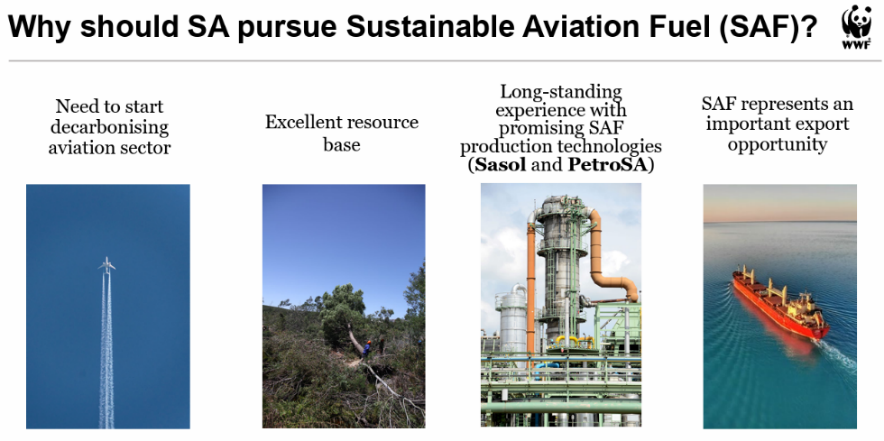 Why should SA pursue Sustainable Aviation Fuel (SAF)?
WWF
Need to start
decarbonising
aviation sector
Excellent resource
base
Long-standing
experience with
promising SAF
production technologies
(Sasol and PetroSA)
SAF represents an
important export
opportunity